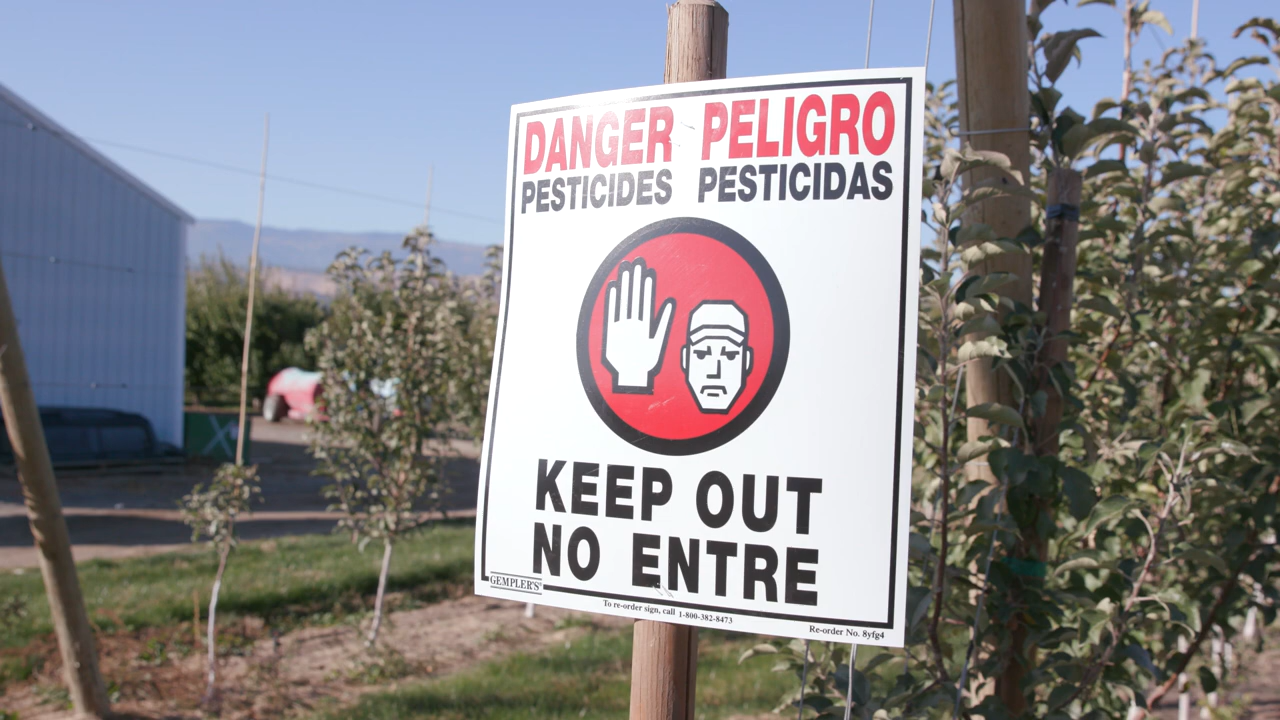 DANGER PELIGRO
PESTICIDES PESTICIDAS
KEEP OUT
NO ENTRE
GEMPLER'S
To re-order sign, call 1-800-382-8473
Re-order No. 8yfg4